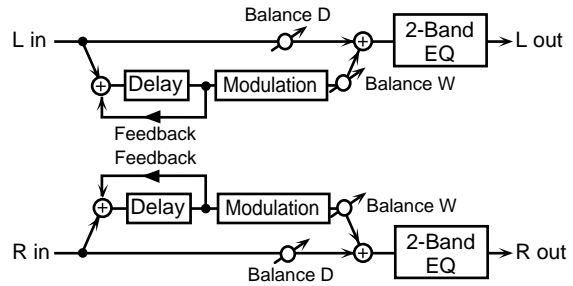 Balance D
L in
2-Band
EQ
L out
Delay
Modulation
Balance W
Feedback
Feedback
Delay
Modulation
Balance W
R in
2-Band
EQ
R out
Balance D